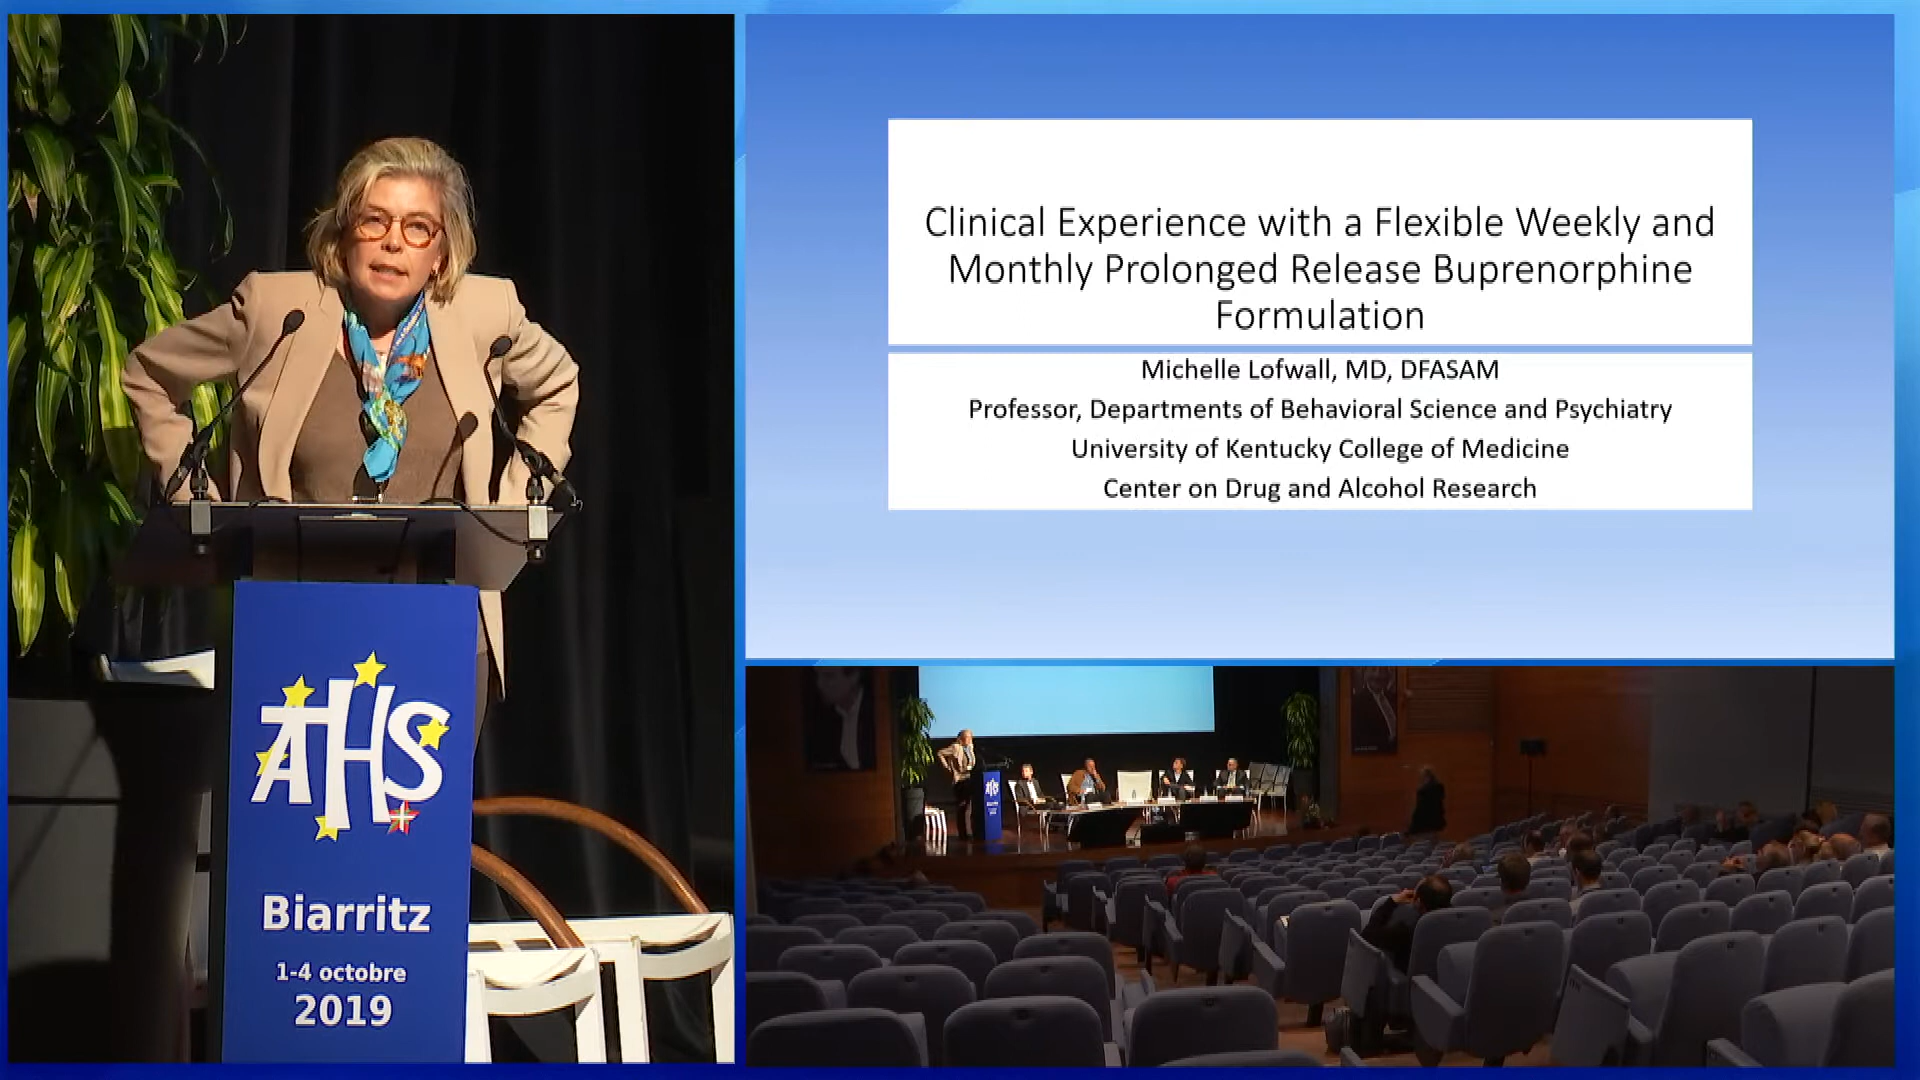 Clinical Experience with a Flexible Weekly and
Monthly Prolonged Release Buprenorphine
Formulation
Michelle Lofwall, MD, DFASAM
Professor, Departments of Behavioral Science and Psychiatry
University of Kentucky College of Medicine
Center on Drug and Alcohol Research
AHS
Biarritz
1-4 octobre
2019
AHS
Biarritz